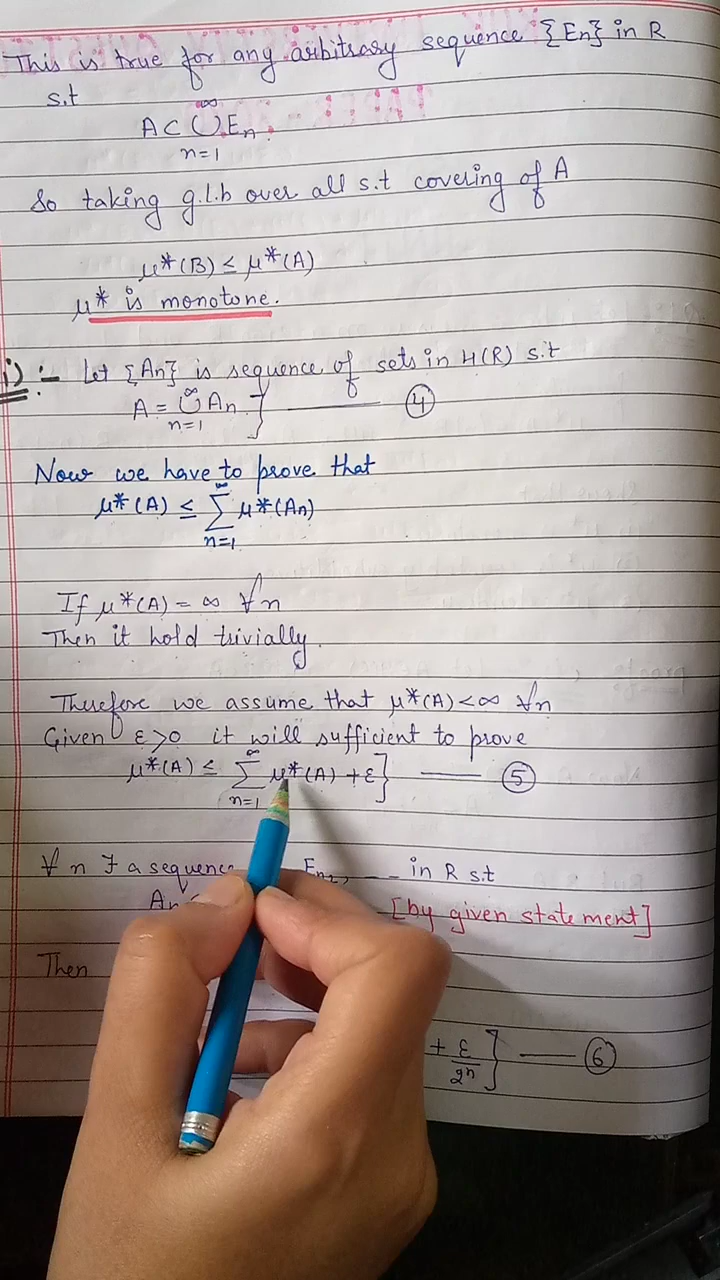 This is true for any arbitrary sequence {En} in R
s.t
A ⊂ ∞∪n=1 En.
So taking g.l.b over all s.t covering of A
μ*(B) ≤ μ*(A)
μ* is monotone.
i) :- Let {An} is sequence of sets in H(R) s.t
A = ∞∪n=1 An } —— ④
Now we have to prove that
μ*(A) ≤ ∞∑n=1 μ*(An)
If μ*(A) = ∞ ∀n
Then it hold trivially.
Therefore we assume that μ*(A) < ∞ ∀n
Given ε>0 it will sufficient to prove
μ*(A) ≤ ∞∑n=1 μ*(A) + ε } —— ⑤
∀ n ∃ a sequence En2, -- in R s.t
An [by given statement]
Then
+ ε/2ⁿ ] —— ⑥